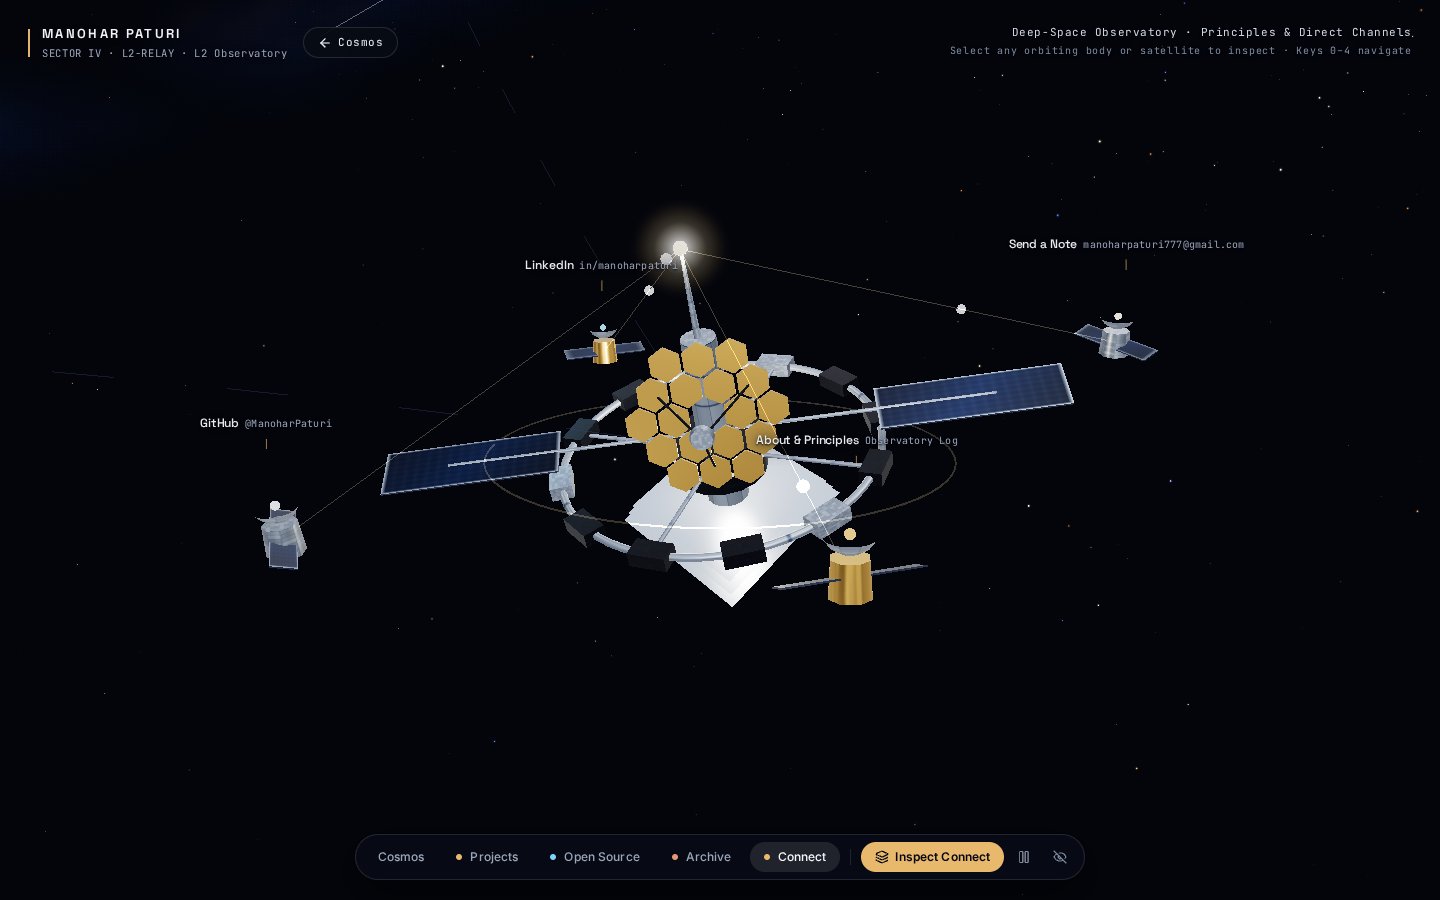 MANOHAR PATURI
SECTOR IV · L2-RELAY · L2 Observatory
← Cosmos
Deep-Space Observatory · Principles & Direct Channels
Select any orbiting body or satellite to inspect · Keys 0–4 navigate
Send a Note manoharpaturi777@gmail.com
LinkedIn in/manoharpaturi
GitHub @ManoharPaturi
About & Principles Observatory Log
Cosmos
Projects
Open Source
Archive
Connect
Inspect Connect